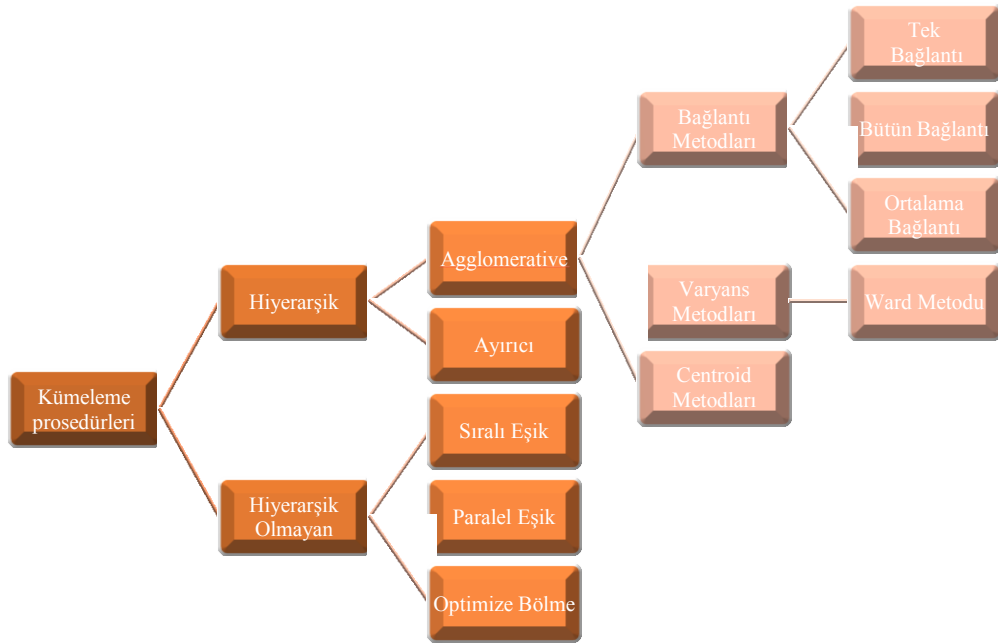 Kümeleme
prosedürleri
Hiyerarşik
Agglomerative
Bağlantı
Metodları
Tek
Bağlantı
Bütün Bağlantı
Ortalama
Bağlantı
Varyans
Metodları
Ward Metodu
Centroid
Metodları
Ayırıcı
Hiyerarşik
Olmayan
Sıralı Eşik
Paralel Eşik
Optimize Bölme